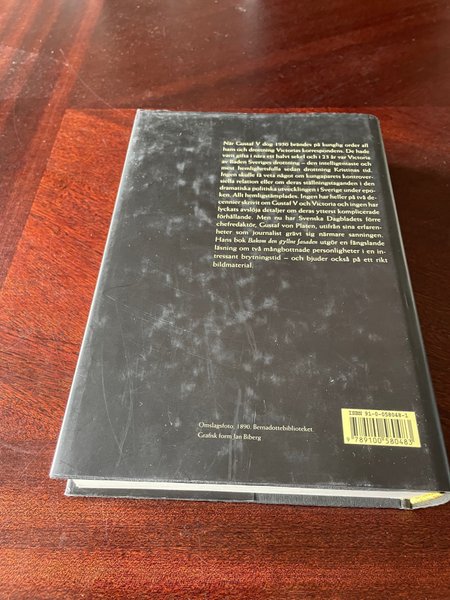 När Gustaf V dog 1950 brändes på kunglig order all
ham och drottning Victorias korrespondens. De hade
varit gifta i nära ett halvt sekel och i 23 år var Victoria
av Baden Sveriges drottning – den intelligentaste och
mest hemlighetsfulla sedan drottning Kristinas tid.
Ingen skulle få veta något om kungaparets kontrover-
siella relation eller om deras ställningstaganden i den
dramatiska politiska utvecklingen i Sverige under epo-
ken. Allt hemligstämplades. Ingen har heller på två de-
cennier skrivit om Gustaf V och Victoria och ingen har
lyckats avslöja detaljer om deras ytterst komplicerade
förhållande. Men nu har Svenska Dagbladets förre
chefredaktör, Gustaf von Platen, utifrån sina erfaren-
heter som journalist grävt sig närmare sanningen.
Hans bok Bakom den gyllne fasaden utgör en fängslande
läsning om två mångbottnade personligheter i en in-
tressant brytningstid – och bjuder också på ett rikt
bildmaterial.
Omslagsfoto, 1890. Bernadottebiblioteket.
Grafisk form Jan Biberg
ISBN 91-0-058048-1
9 789100 580483